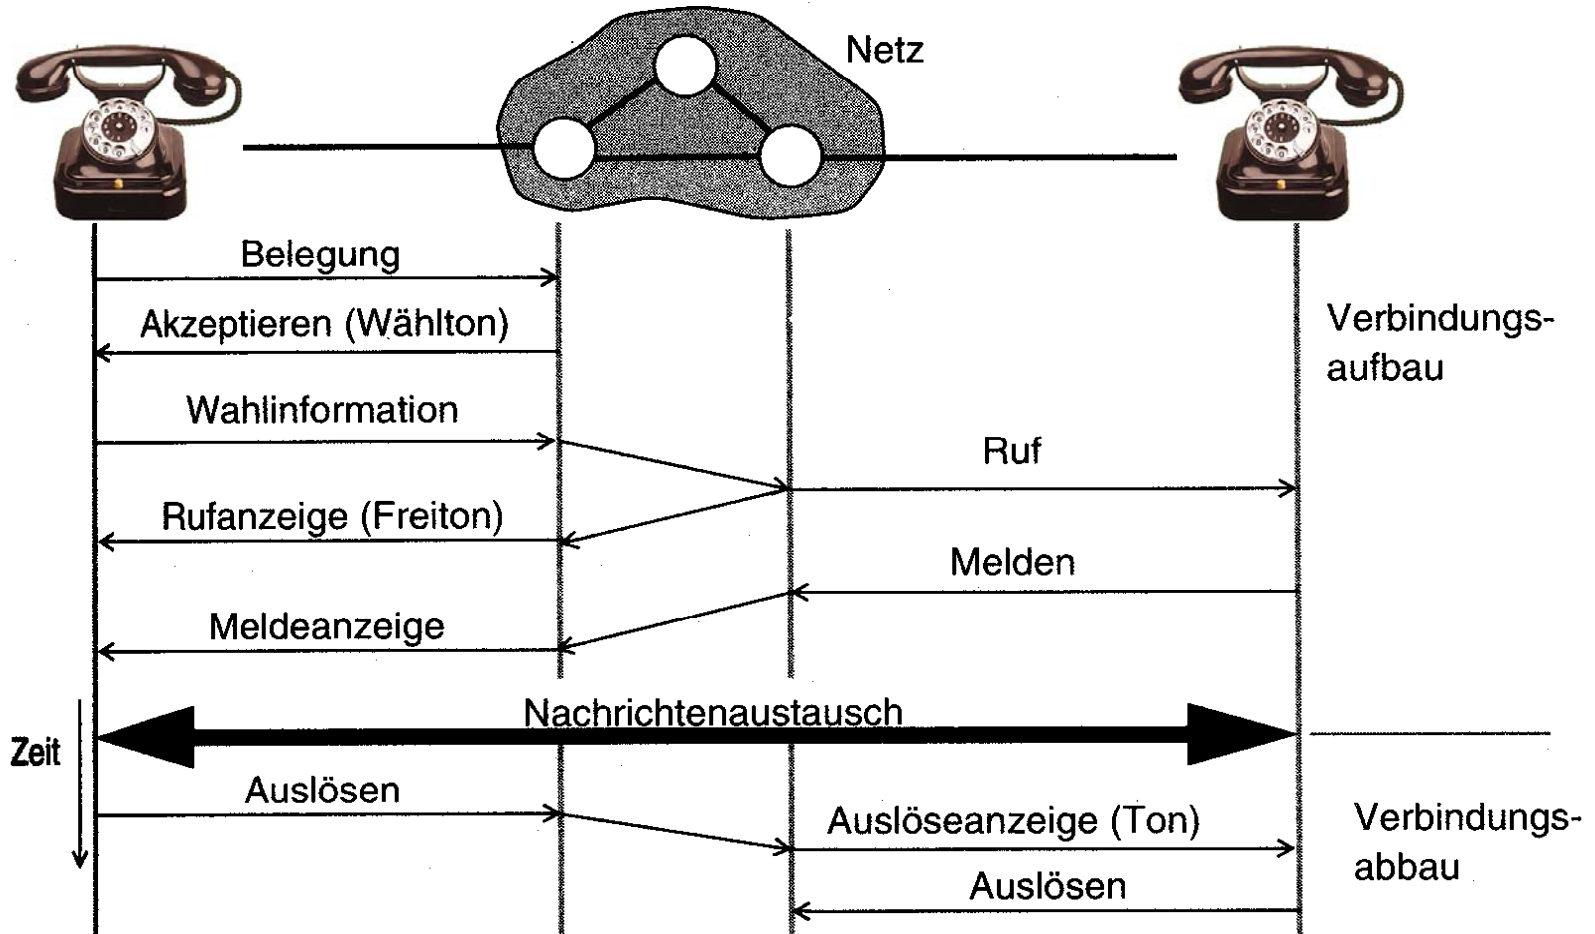 Netz
Belegung
Akzeptieren (Wählton)
Verbindungs-
aufbau
Wahlinformation
Ruf
Rufanzeige (Freiton)
Melden
Meldeanzeige
Nachrichtenaustausch
Zeit
Auslösen
Auslöseanzeige (Ton)
Verbindungs-
abbau
Auslösen